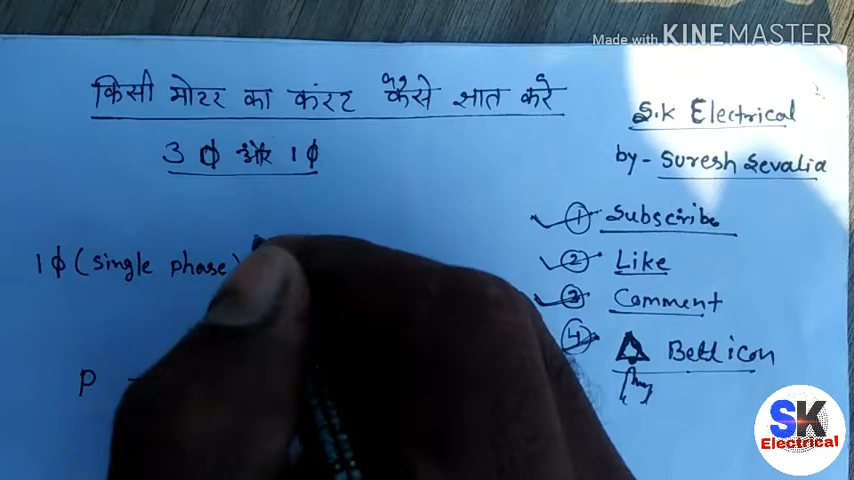 Made with KINEMASTER
किसी मोटर का करंट कैसे सात करे
3 ф और 1 ф
S.K Electrical
by - Suresh Sevalia
1 Subscribe
2 Like
3 Comment
4 Bell icon
1 ф (single phase)
P -
SK
Electrical